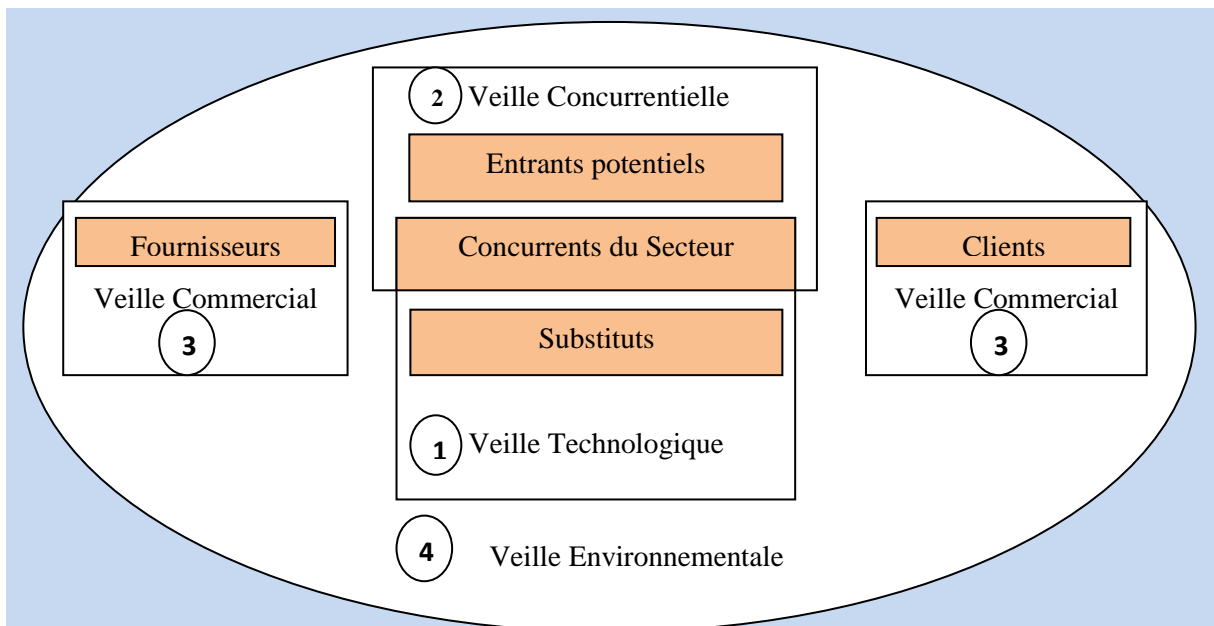 2 Veille Concurrentielle
Entrants potentiels
Fournisseurs
Veille Commercial
3
Concurrents du Secteur
Clients
Veille Commercial
3
Substituts
1 Veille Technologique
4 Veille Environnementale